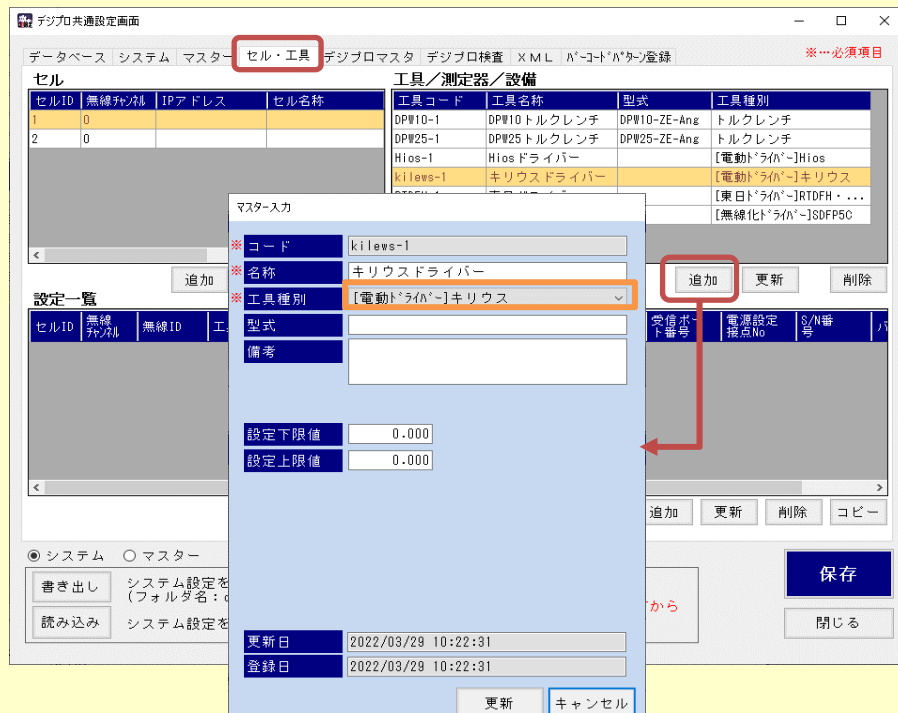 デジプロ共通設定画面
データベース システム マスター セル・工具 デジプロマスタ デジプロ検査 XML バーコードパターン登録 ※…必須項目
セル
セルID 無線チャンネル IPアドレス セル名称
1 0
2 0
追加
工具/測定器/設備
工具コード 工具名称 型式 工具種別
DPW10-1 DPW10トルクレンチ DPW10-ZE-Ang トルクレンチ
DPW25-1 DPW25トルクレンチ DPW25-ZE-Ang トルクレンチ
Hios-1 Hiosドライバー [電動ドライバー]Hios
kilews-1 キリウスドライバー [電動ドライバー]キリウス
[東日ドライバー]RTDFH・...
[無線化ドライバー]SDFP5C
追加 更新 削除
設定一覧
セルID 無線チャンネル 無線ID 受信ポート番号 電源設定接点No S/N番号
追加 更新 削除 コピー
マスター入力
※ コード kilews-1
※ 名称 キリウスドライバー
※ 工具種別 [電動ドライバー]キリウス
型式
備考
設定下限値 0.000
設定上限値 0.000
更新日 2022/03/29 10:22:31
登録日 2022/03/29 10:22:31
更新 キャンセル
システム マスター
書き出し システム設定を
(フォルダ名:
読み込み システム設定を
から
保存
閉じる